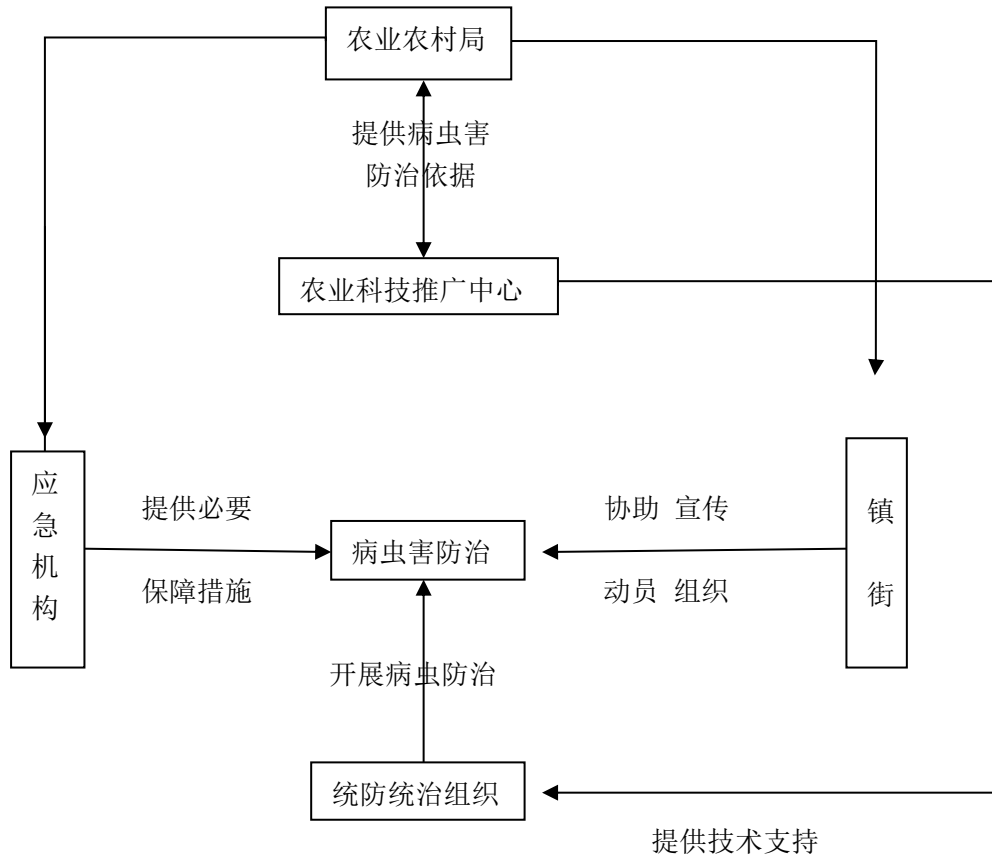 农业农村局
提供病虫害
防治依据
农业科技推广中心
应急机构
提供必要
保障措施
病虫害防治
协助 宣传
动员 组织
镇街
开展病虫防治
统防统治组织
提供技术支持